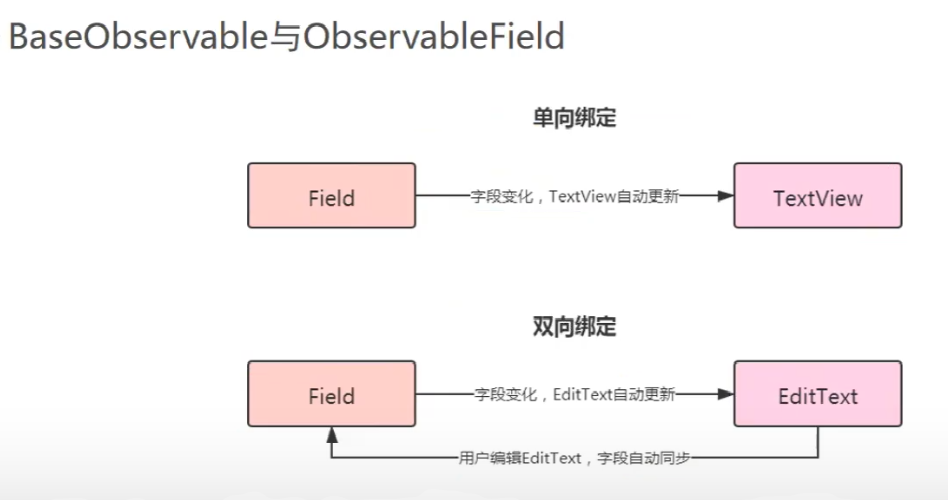 BaseObservable与ObservableField
单向绑定
Field
字段变化，TextView自动更新
TextView
双向绑定
Field
字段变化，EditText自动更新
EditText
用户编辑EditText，字段自动同步